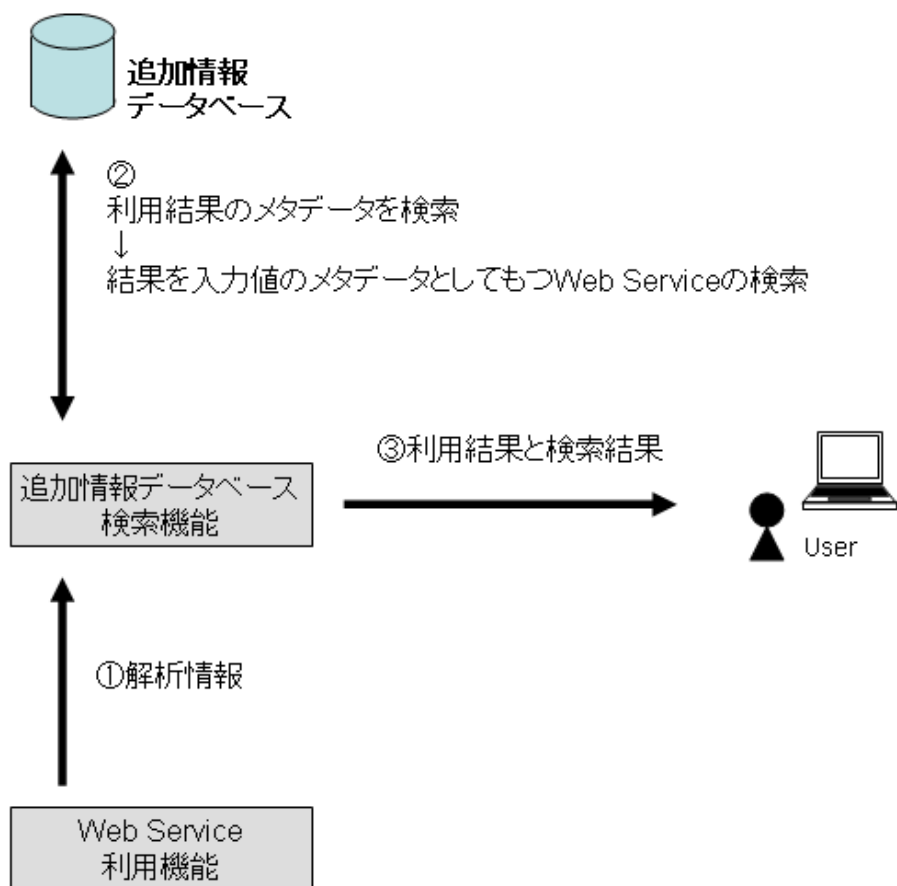 追加情報
データベース
②
利用結果のメタデータを検索
↓
結果を入力値のメタデータとしてもつWeb Serviceの検索
③利用結果と検索結果
追加情報データベース
検索機能
User
①解析情報
Web Service
利用機能